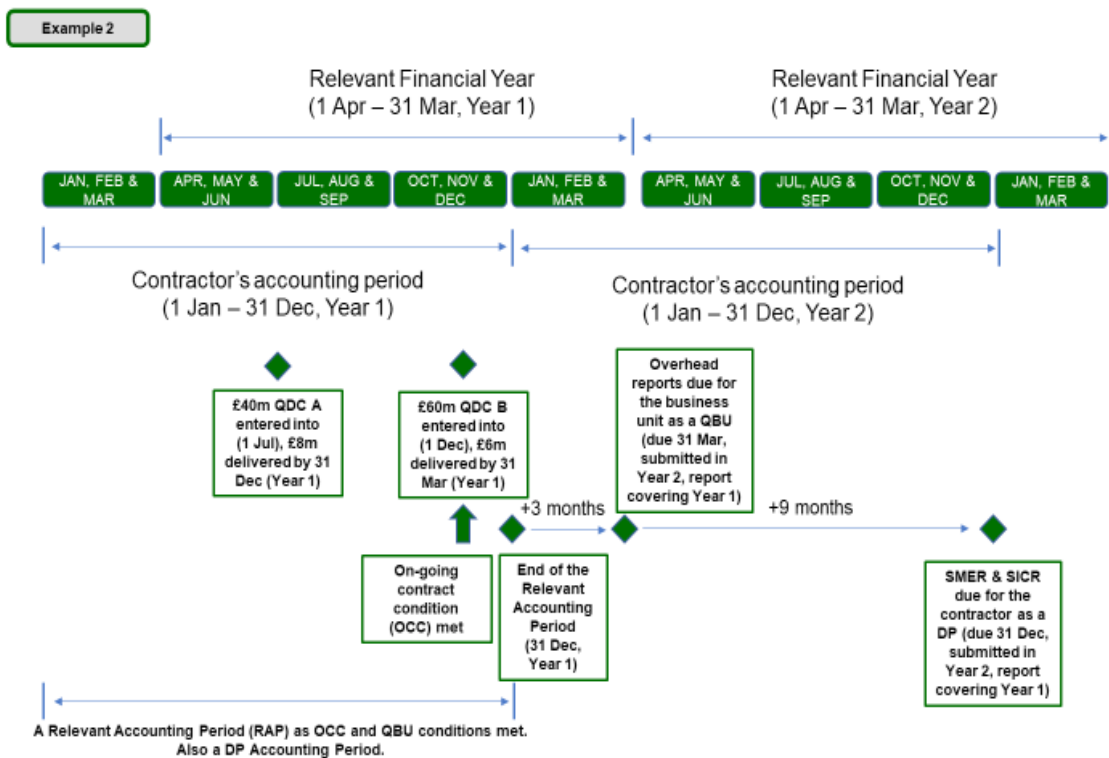 Example 2
Relevant Financial Year
(1 Apr – 31 Mar, Year 1)
Relevant Financial Year
(1 Apr – 31 Mar, Year 2)
JAN, FEB &
MAR
APR, MAY &
JUN
JUL, AUG &
SEP
OCT, NOV &
DEC
JAN, FEB &
MAR
APR, MAY &
JUN
JUL, AUG &
SEP
OCT, NOV &
DEC
JAN, FEB &
MAR
Contractor's accounting period
(1 Jan – 31 Dec, Year 1)
Contractor's accounting period
(1 Jan – 31 Dec, Year 2)
£40m QDC A
entered into
(1 Jul), £8m
delivered by 31
Dec (Year 1)
£60m QDC B
entered into
(1 Dec), £6m
delivered by 31
Mar (Year 1)
Overhead
reports due for
the business
unit as a QBU
(due 31 Mar,
submitted in
Year 2, report
covering Year 1)
+3 months
+9 months
On-going
contract
condition
(OCC) met
End of the
Relevant
Accounting
Period
(31 Dec,
Year 1)
SMER & SICR
due for the
contractor as a
DP (due 31 Dec,
submitted in
Year 2, report
covering Year 1)
A Relevant Accounting Period (RAP) as OCC and QBU conditions met.
Also a DP Accounting Period.